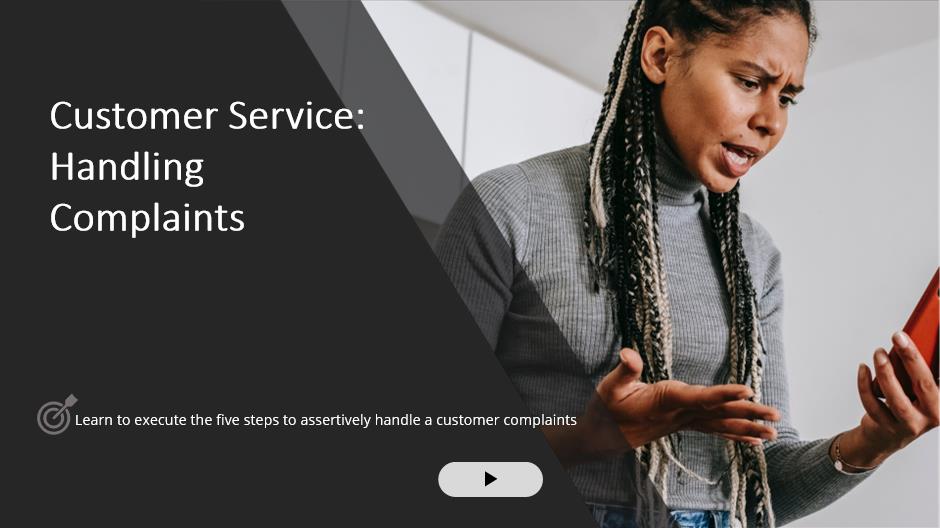 Customer Service:
Handling
Complaints
Learn to execute the five steps to assertively handle a customer complaints